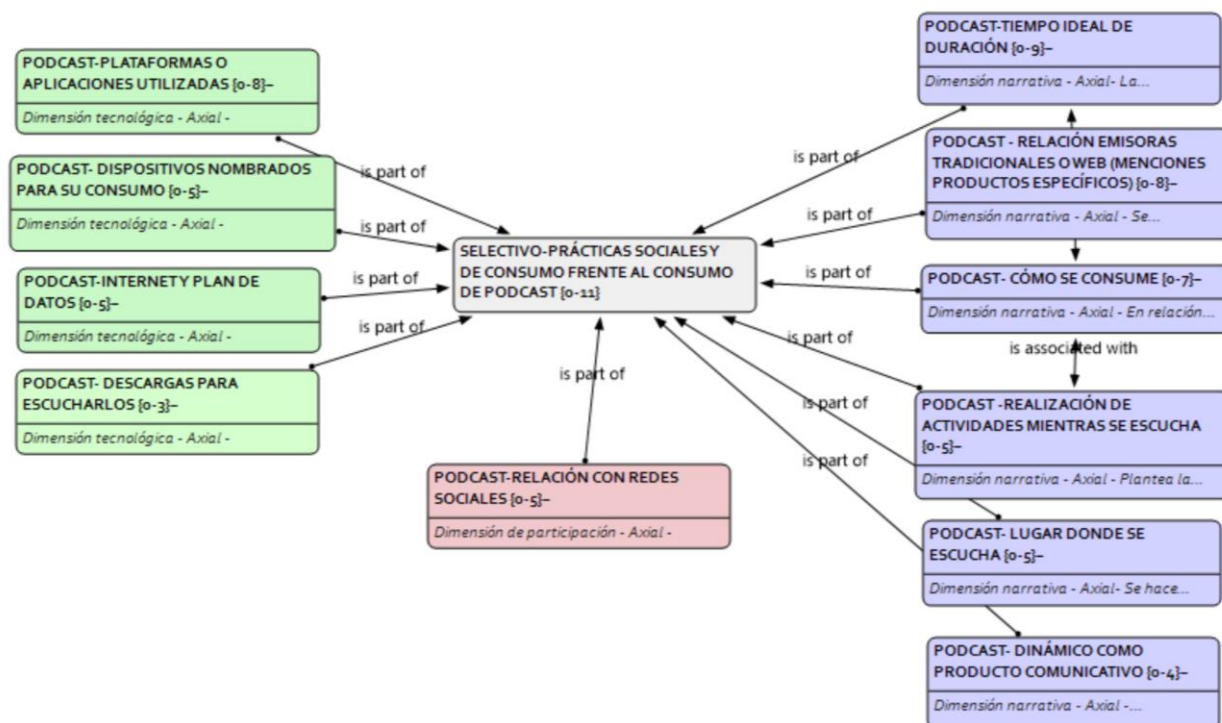 PODCAST-PLATAFORMAS O
APLICACIONES UTILIZADAS {0-8}~
Dimensión tecnológica - Axial -
PODCAST- DISPOSITIVOS NOMBRADOS
PARA SU CONSUMO {0-5}~
Dimensión tecnológica - Axial -
PODCAST-INTERNET Y PLAN DE
DATOS {0-5}~
Dimensión tecnológica - Axial -
PODCAST- DESCARGAS PARA
ESCUCHARLOS {0-3}~
Dimensión tecnológica - Axial -
is part of
is part of
is part of
is part of
SELECTIVO-PRÁCTICAS SOCIALES Y
DE CONSUMO FRENTE AL CONSUMO
DE PODCAST {0-11}
is part of
PODCAST-RELACIÓN CON REDES
SOCIALES {0-5}~
Dimensión de participación - Axial -
is part of
is part of
is part of
is part of
is part of
is part of
PODCAST-TIEMPO IDEAL DE
DURACIÓN {0-9}~
Dimensión narrativa - Axial- La...
PODCAST - RELACIÓN EMISORAS
TRADICIONALES O WEB (MENCIONES
PRODUCTOS ESPECÍFICOS) {0-8}~
Dimensión narrativa - Axial - Se...
PODCAST- CÓMO SE CONSUME {0-7}~
Dimensión narrativa - Axial - En relación...
is associated with
PODCAST -REALIZACIÓN DE
ACTIVIDADES MIENTRAS SE ESCUCHA
{0-5}~
Dimensión narrativa - Axial - Plantea la...
PODCAST- LUGAR DONDE SE
ESCUCHA {0-5}~
Dimensión narrativa - Axial- Se hace...
PODCAST- DINÁMICO COMO
PRODUCTO COMUNICATIVO {0-4}~
Dimensión narrativa - Axial -...